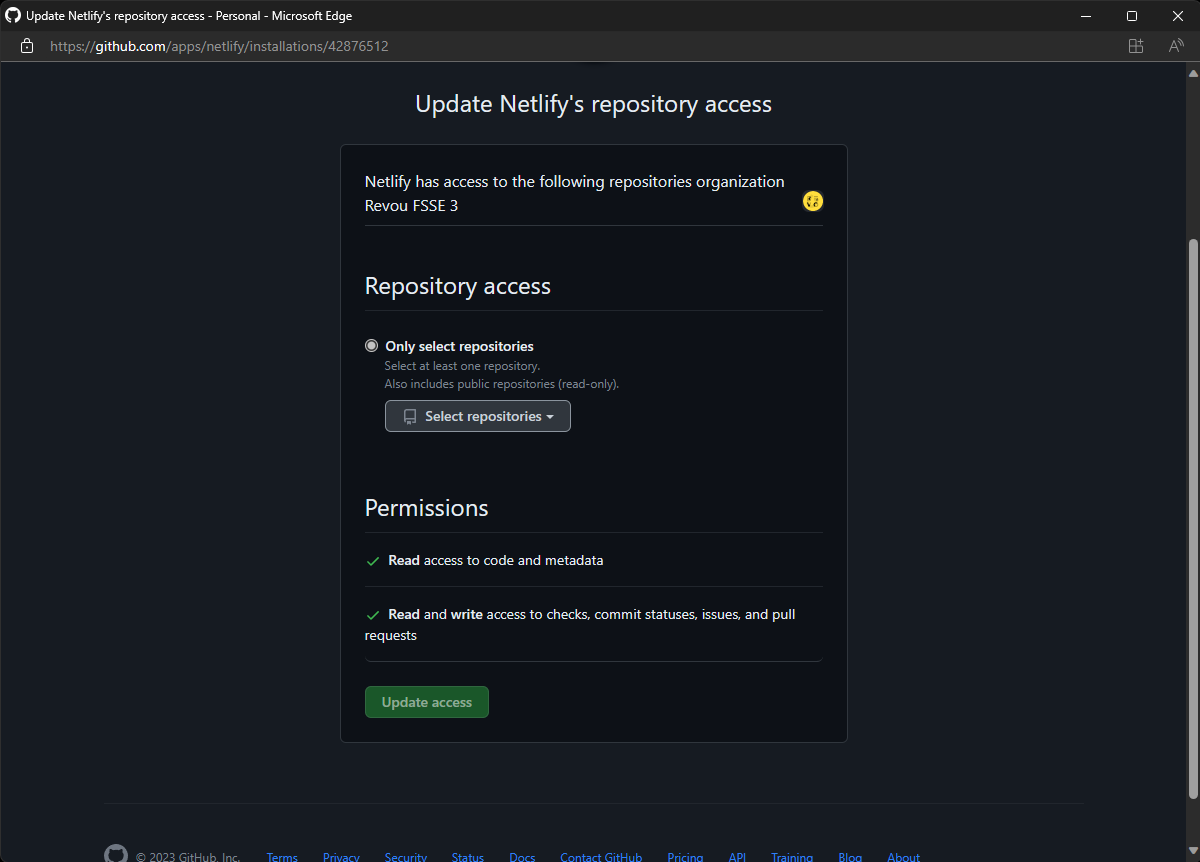 Update Netlify's repository access - Personal - Microsoft Edge
https://github.com/apps/netlify/installations/42876512
Update Netlify's repository access
Netlify has access to the following repositories organization
Revou FSSE 3
Repository access
Only select repositories
Select at least one repository.
Also includes public repositories (read-only).
Select repositories
Permissions
Read access to code and metadata
Read and write access to checks, commit statuses, issues, and pull
requests
Update access
© 2023 GitHub, Inc. Terms Privacy Security Status Docs Contact GitHub Pricing API Training Blog About